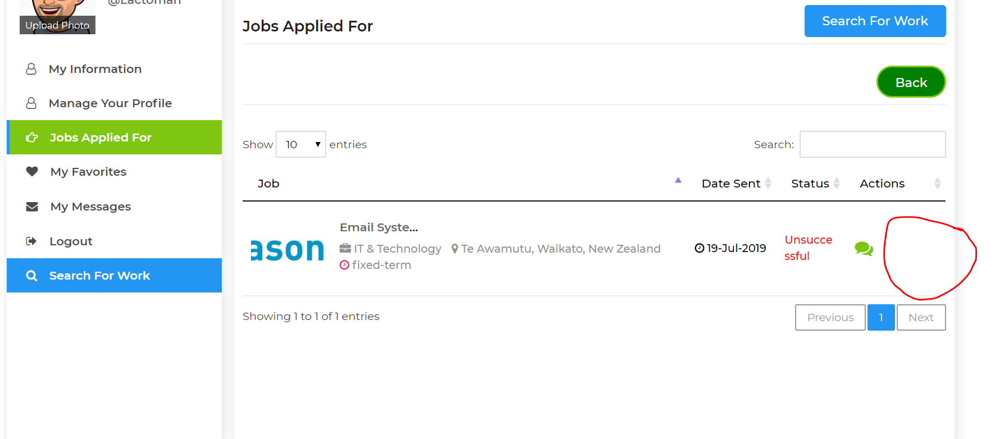 @Lactoman
Upload Photo
My Information
Manage Your Profile
Jobs Applied For
My Favorites
My Messages
Logout
Search For Work
Jobs Applied For
Search For Work
Back
Show 10 entries
Search:
Job Date Sent Status Actions
Email Syste...
IT & Technology Te Awamutu, Waikato, New Zealand
fixed-term
ason
19-Jul-2019
Unsucce
ssful
Showing 1 to 1 of 1 entries
Previous 1 Next